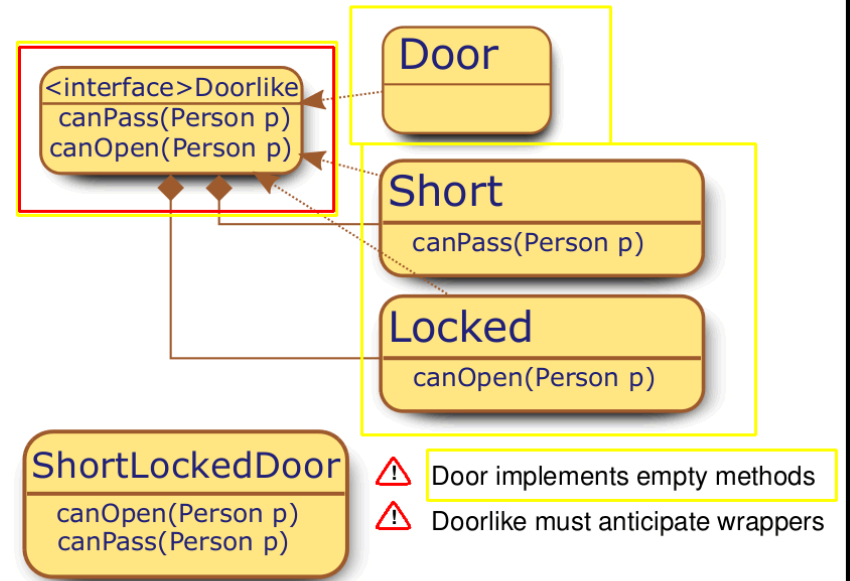 <interface>Doorlike
canPass(Person p)
canOpen(Person p)
Door
Short
canPass(Person p)
Locked
canOpen(Person p)
ShortLockedDoor
canOpen(Person p)
canPass(Person p)
! Door implements empty methods
! Doorlike must anticipate wrappers